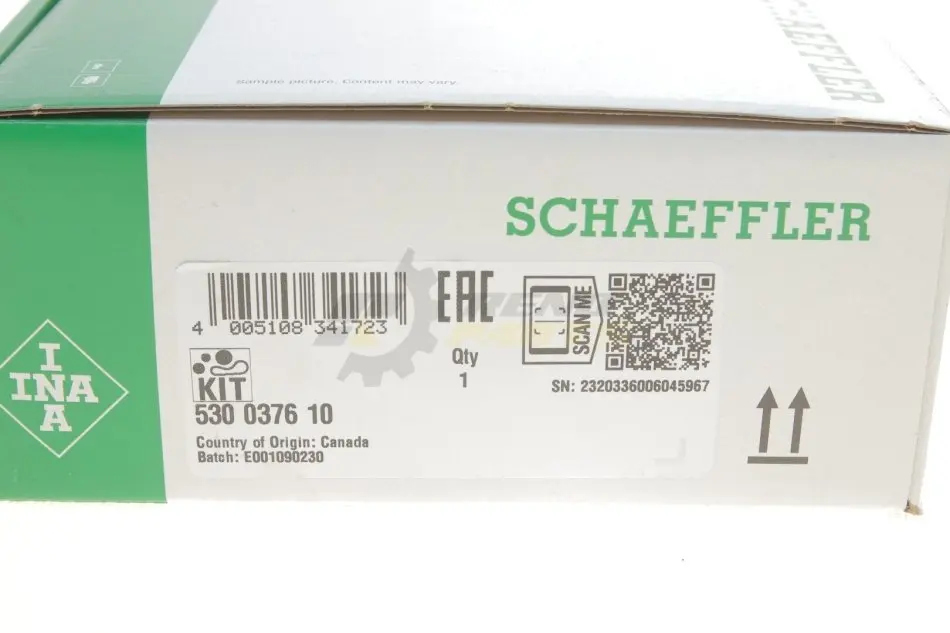 SCHAEFFLER
Sample picture. Content may vary.
SCHAEFFLER
4 005108 341723
EAC
SCAN ME
Qty
1
SN: 2320336006045967
KIT
530 0376 10
Country of Origin: Canada
Batch: E001090230
I
INA
A